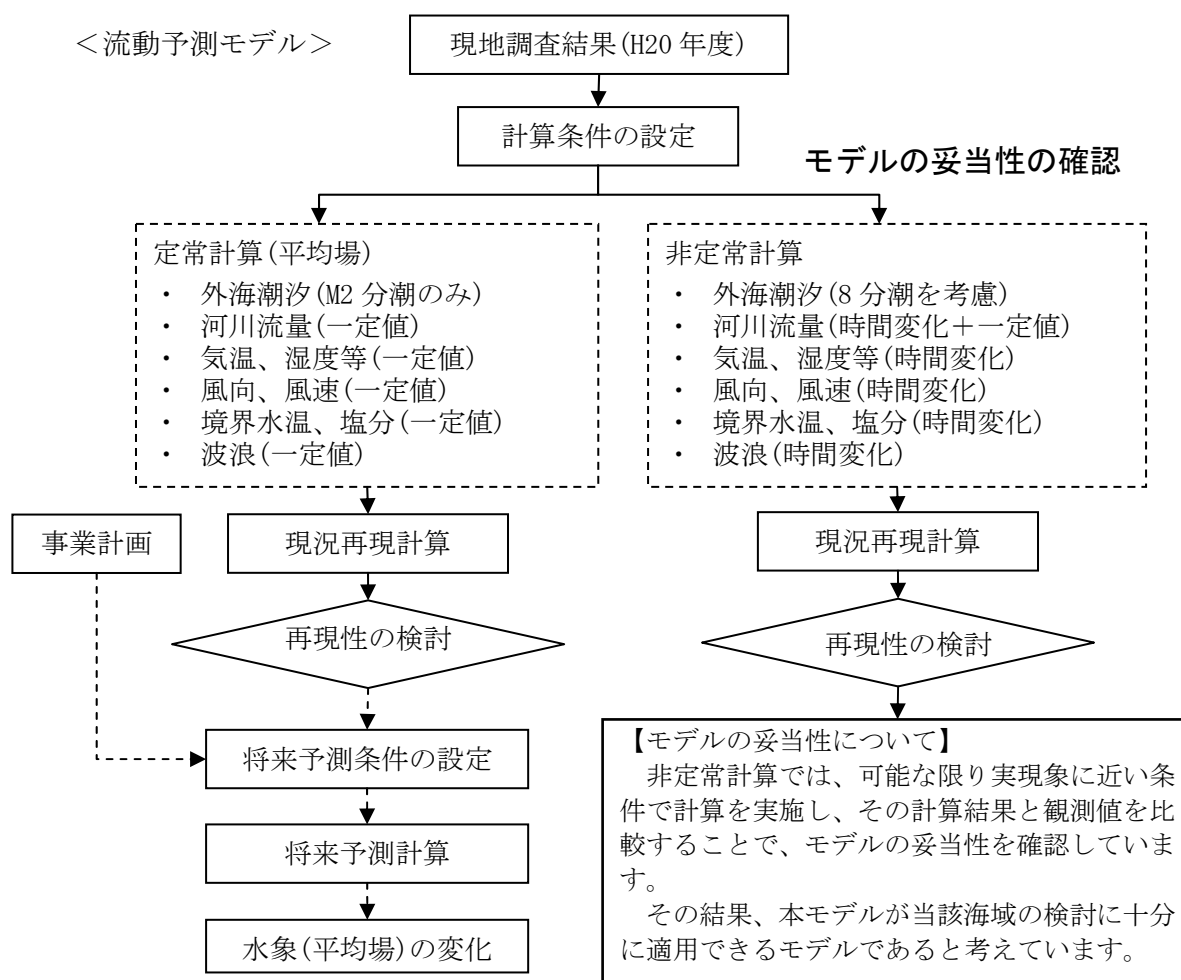 ＜流動予測モデル＞
現地調査結果(H20 年度)
計算条件の設定
モデルの妥当性の確認
定常計算(平均場)
・ 外海潮汐(M2 分潮のみ)
・ 河川流量(一定値)
・ 気温、湿度等(一定値)
・ 風向、風速(一定値)
・ 境界水温、塩分(一定値)
・ 波浪(一定値)
非定常計算
・ 外海潮汐(8 分潮を考慮)
・ 河川流量(時間変化＋一定値)
・ 気温、湿度等(時間変化)
・ 風向、風速(時間変化)
・ 境界水温、塩分(時間変化)
・ 波浪(時間変化)
事業計画
現況再現計算
現況再現計算
再現性の検討
再現性の検討
将来予測条件の設定
将来予測計算
水象(平均場)の変化
【モデルの妥当性について】
　非定常計算では、可能な限り実現象に近い条
件で計算を実施し、その計算結果と観測値を比
較することで、モデルの妥当性を確認していま
す。
　その結果、本モデルが当該海域の検討に十分
に適用できるモデルであると考えています。